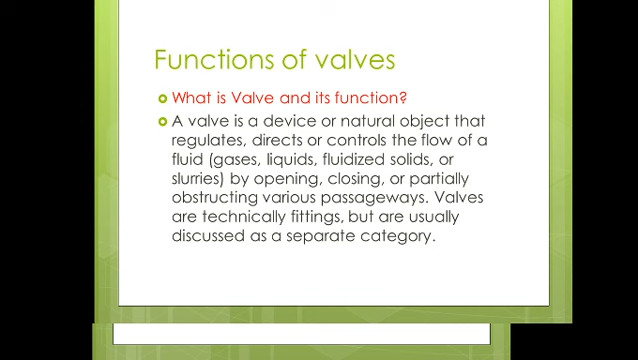 Functions of valves
What is Valve and its function?
A valve is a device or natural object that
regulates, directs or controls the flow of a
fluid (gases, liquids, fluidized solids, or
slurries) by opening, closing, or partially
obstructing various passageways. Valves
are technically fittings, but are usually
discussed as a separate category.